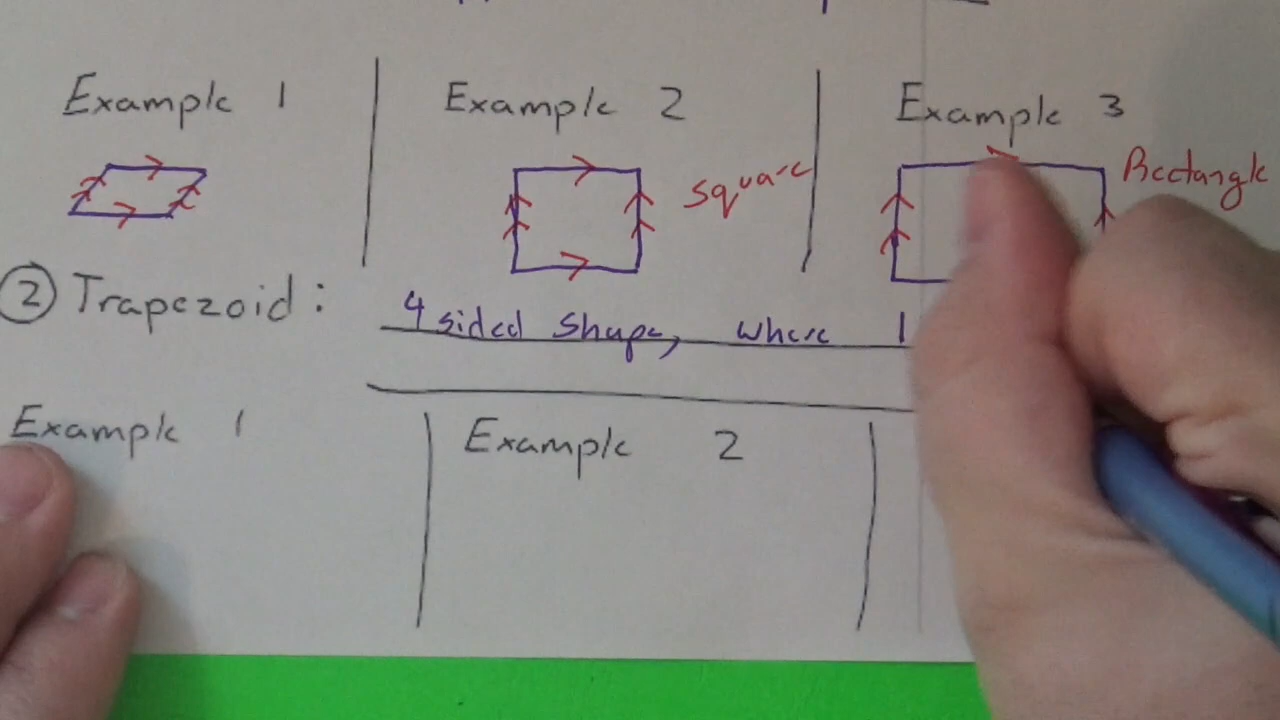 Example 1
Example 2
Example 3
Square
Rectangle
2 Trapezoid:
4 sided shape, where 1
Example 1
Example 2